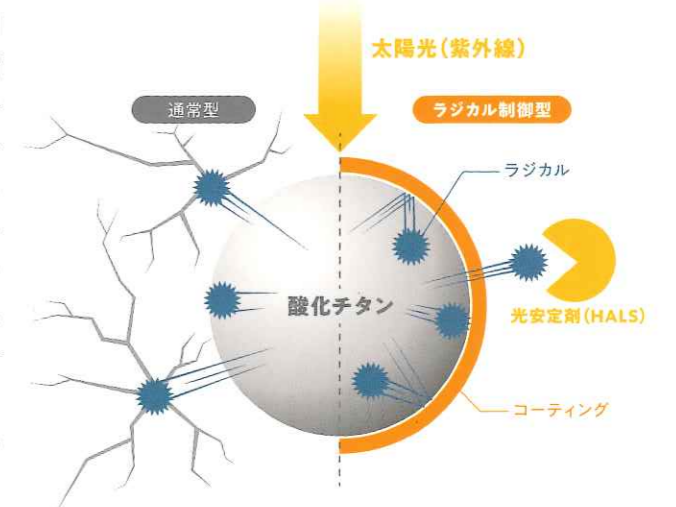 太陽光(紫外線)
通常型
ラジカル制御型
ラジカル
酸化チタン
光安定剤(HALS)
コーティング